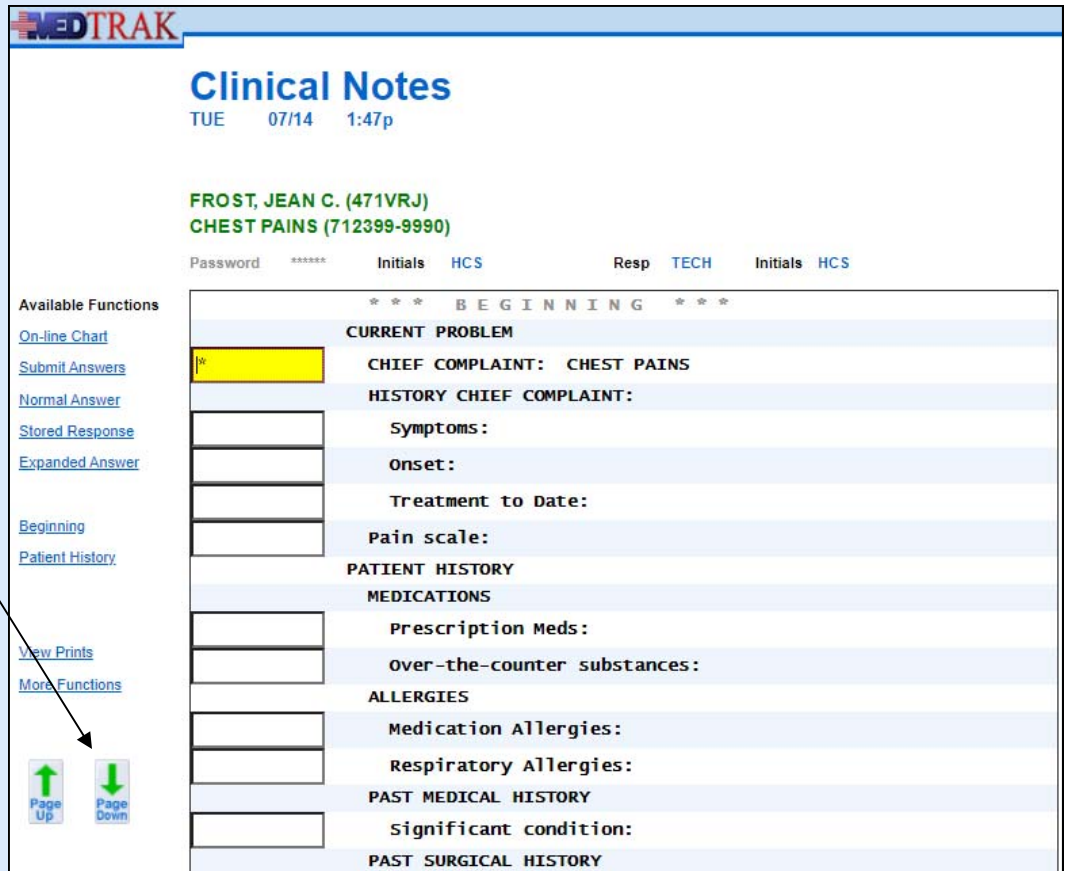 MEDTRAK
Clinical Notes
TUE 07/14 1:47p
FROST, JEAN C. (471VRJ)
CHEST PAINS (712399-9990)
Password ****** Initials HCS Resp TECH Initials HCS
Available Functions
On-line Chart
Submit Answers
Normal Answer
Stored Response
Expanded Answer
Beginning
Patient History
View Prints
More Functions
Page Up
Page Down
* * * B E G I N N I N G * * *
CURRENT PROBLEM
* CHIEF COMPLAINT: CHEST PAINS
HISTORY CHIEF COMPLAINT:
Symptoms:
Onset:
Treatment to Date:
Pain scale:
PATIENT HISTORY
MEDICATIONS
Prescription Meds:
Over-the-counter substances:
ALLERGIES
Medication Allergies:
Respiratory Allergies:
PAST MEDICAL HISTORY
Significant condition:
PAST SURGICAL HISTORY